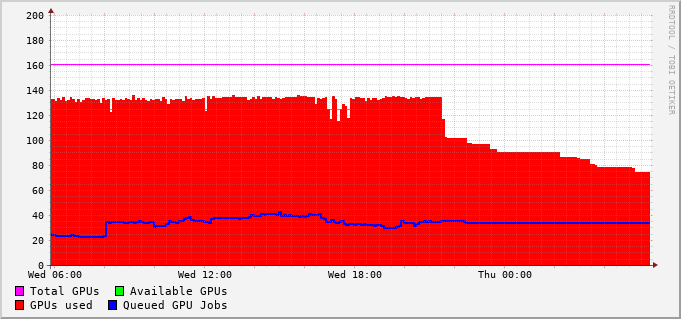 200
180
160
140
120
100
80
60
40
20
0
Wed 06:00 Wed 12:00 Wed 18:00 Thu 00:00
Total GPUs Available GPUs
GPUs used Queued GPU Jobs
RRDTOOL / TOBI OETIKER